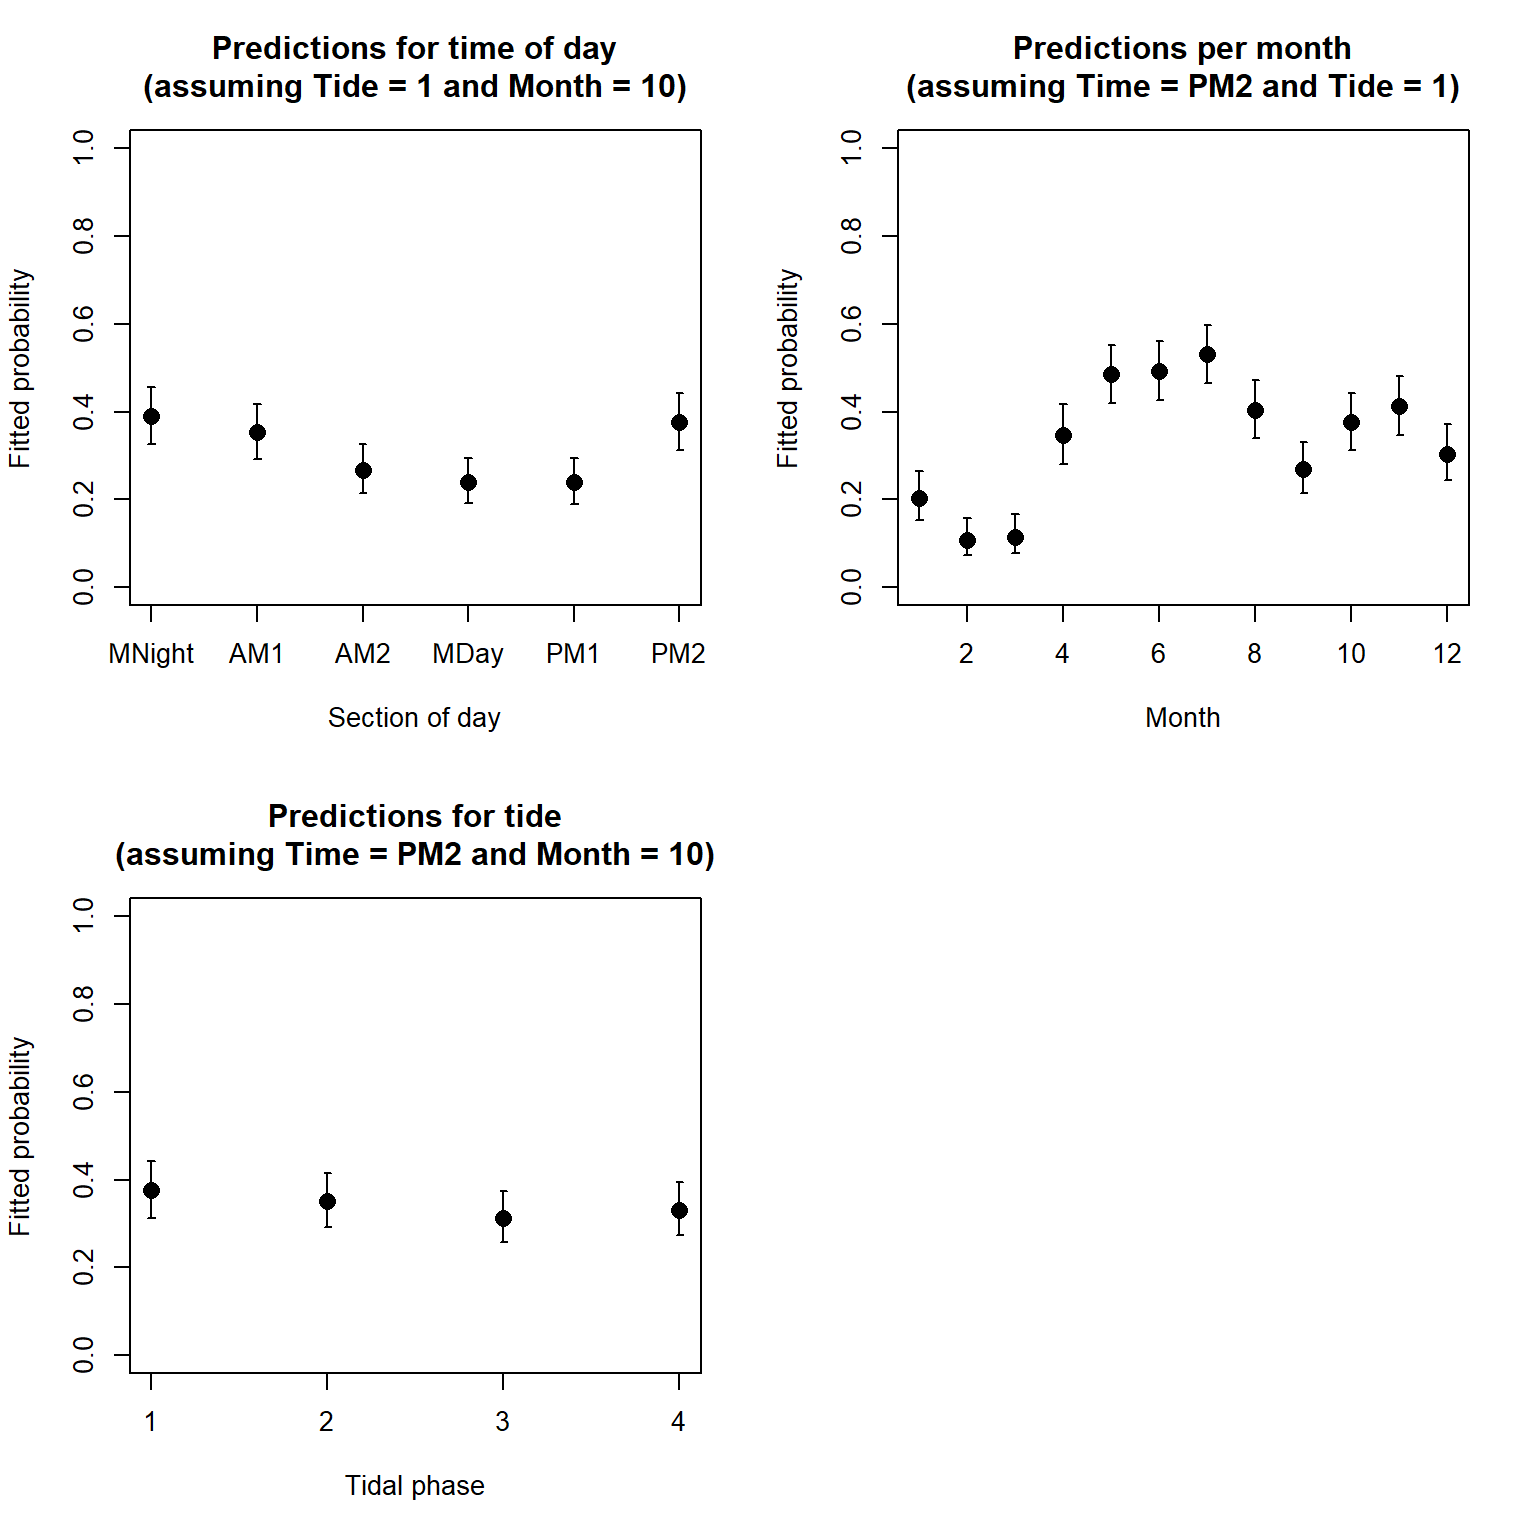 Predictions for time of day
(assuming Tide = 1 and Month = 10)
Fitted probability
1.0
0.8
0.6
0.4
0.2
0.0
MNight AM1 AM2 MDay PM1 PM2
Section of day
Predictions per month
(assuming Time = PM2 and Tide = 1)
Fitted probability
1.0
0.8
0.6
0.4
0.2
0.0
2 4 6 8 10 12
Month
Predictions for tide
(assuming Time = PM2 and Month = 10)
Fitted probability
1.0
0.8
0.6
0.4
0.2
0.0
1 2 3 4
Tidal phase